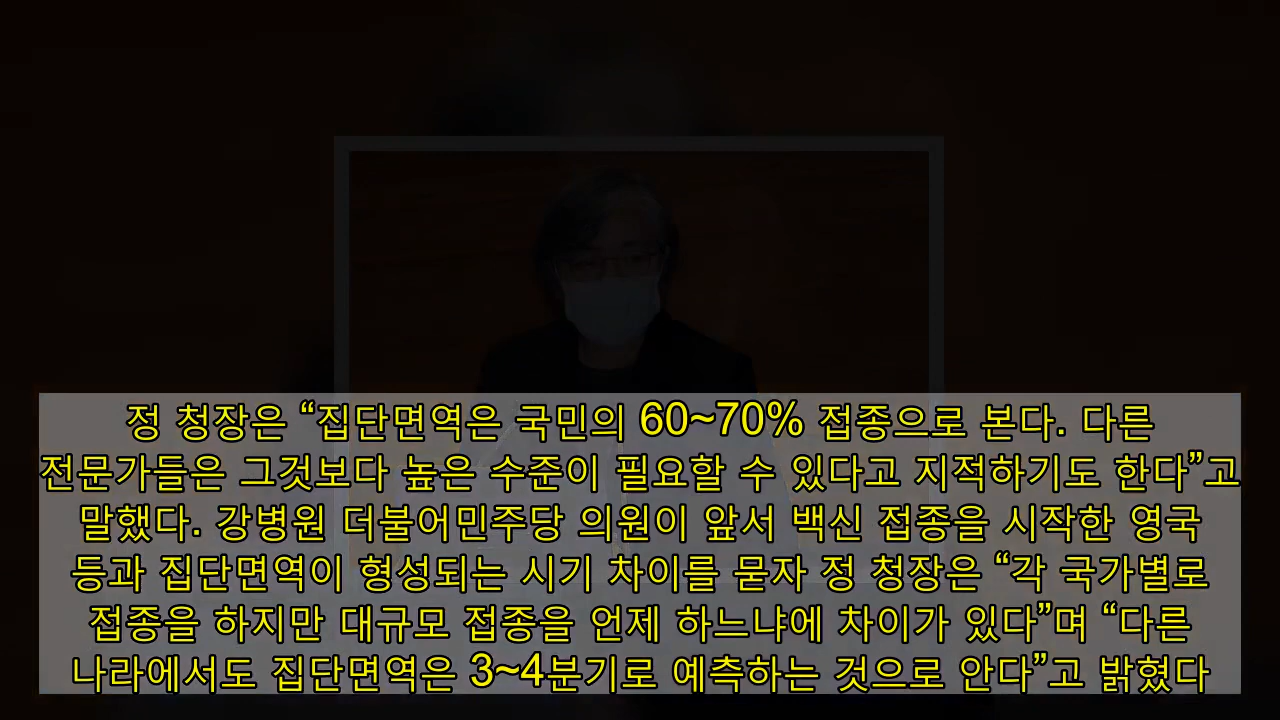 정 청장은 “집단면역은 국민의 60~70% 접종으로 본다. 다른
전문가들은 그것보다 높은 수준이 필요할 수 있다고 지적하기도 한다”고
말했다. 강병원 더불어민주당 의원이 앞서 백신 접종을 시작한 영국
등과 집단면역이 형성되는 시기 차이를 묻자 정 청장은 “각 국가별로
접종을 하지만 대규모 접종을 언제 하느냐에 차이가 있다”며 “다른
나라에서도 집단면역은 3~4분기로 예측하는 것으로 안다”고 밝혔다